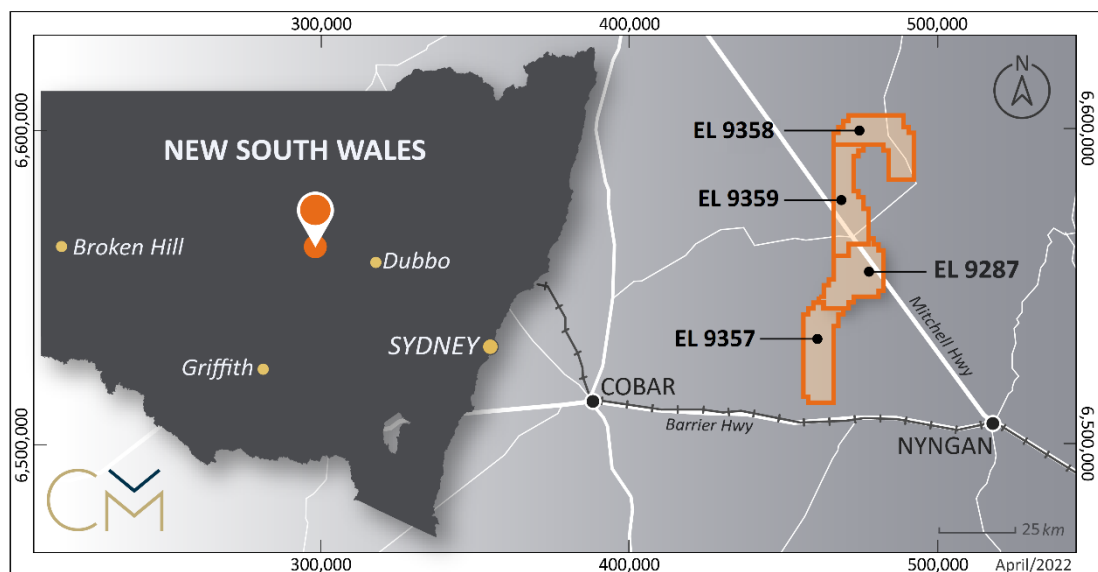 300,000
400,000
500,000
6,600,000
6,600,000
N
EL 9358
NEW SOUTH WALES
EL 9359
Broken Hill
Dubbo
EL 9287
Mitchell Hwy
EL 9357
SYDNEY
Griffith
COBAR
Barrier Hwy
NYNGAN
6,500,000
6,500,000
CM
25 km
300,000
400,000
500,000
April/2022